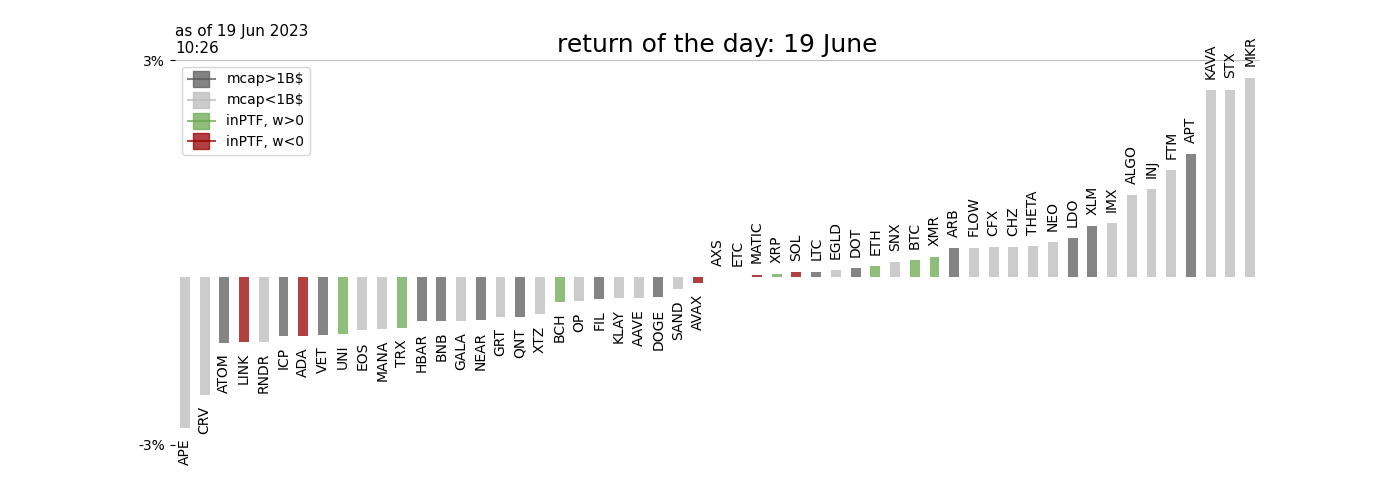 as of 19 Jun 2023
10:26
return of the day: 19 June
3%
mcap>1B$
mcap<1B$
inPTF, w>0
inPTF, w<0
-3%
APE
CRV
ATOM
LINK
RNDR
ICP
ADA
VET
UNI
EOS
MANA
TRX
HBAR
BNB
GALA
NEAR
GRT
QNT
XTZ
BCH
OP
FIL
KLAY
AAVE
DOGE
SAND
AVAX
AXS
ETC
MATIC
XRP
SOL
LTC
EGLD
DOT
ETH
SNX
BTC
XMR
ARB
FLOW
CFX
CHZ
THETA
NEO
LDO
XLM
IMX
ALGO
INJ
FTM
APT
KAVA
STX
MKR